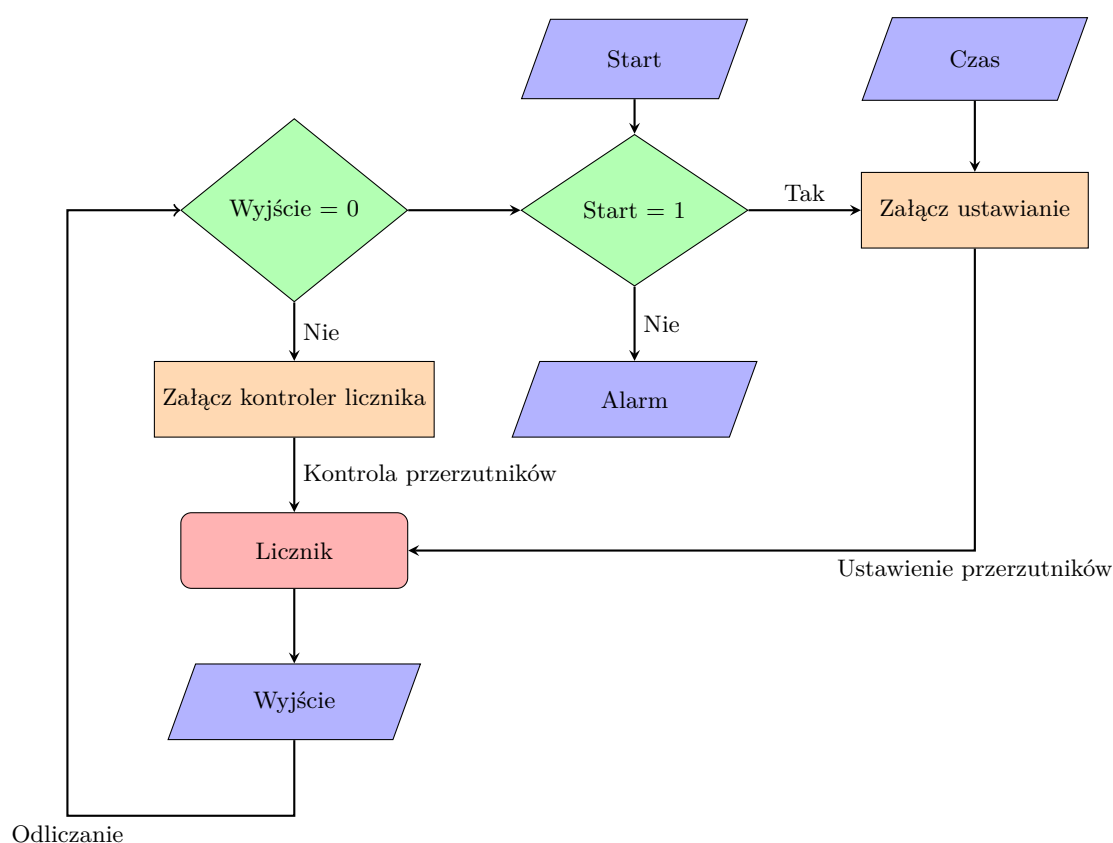 Start
Czas
Wyjście = 0
Start = 1
Tak
Załącz ustawianie
Nie
Nie
Załącz kontroler licznika
Alarm
Kontrola przerzutników
Licznik
Ustawienie przerzutników
Wyjście
Odliczanie